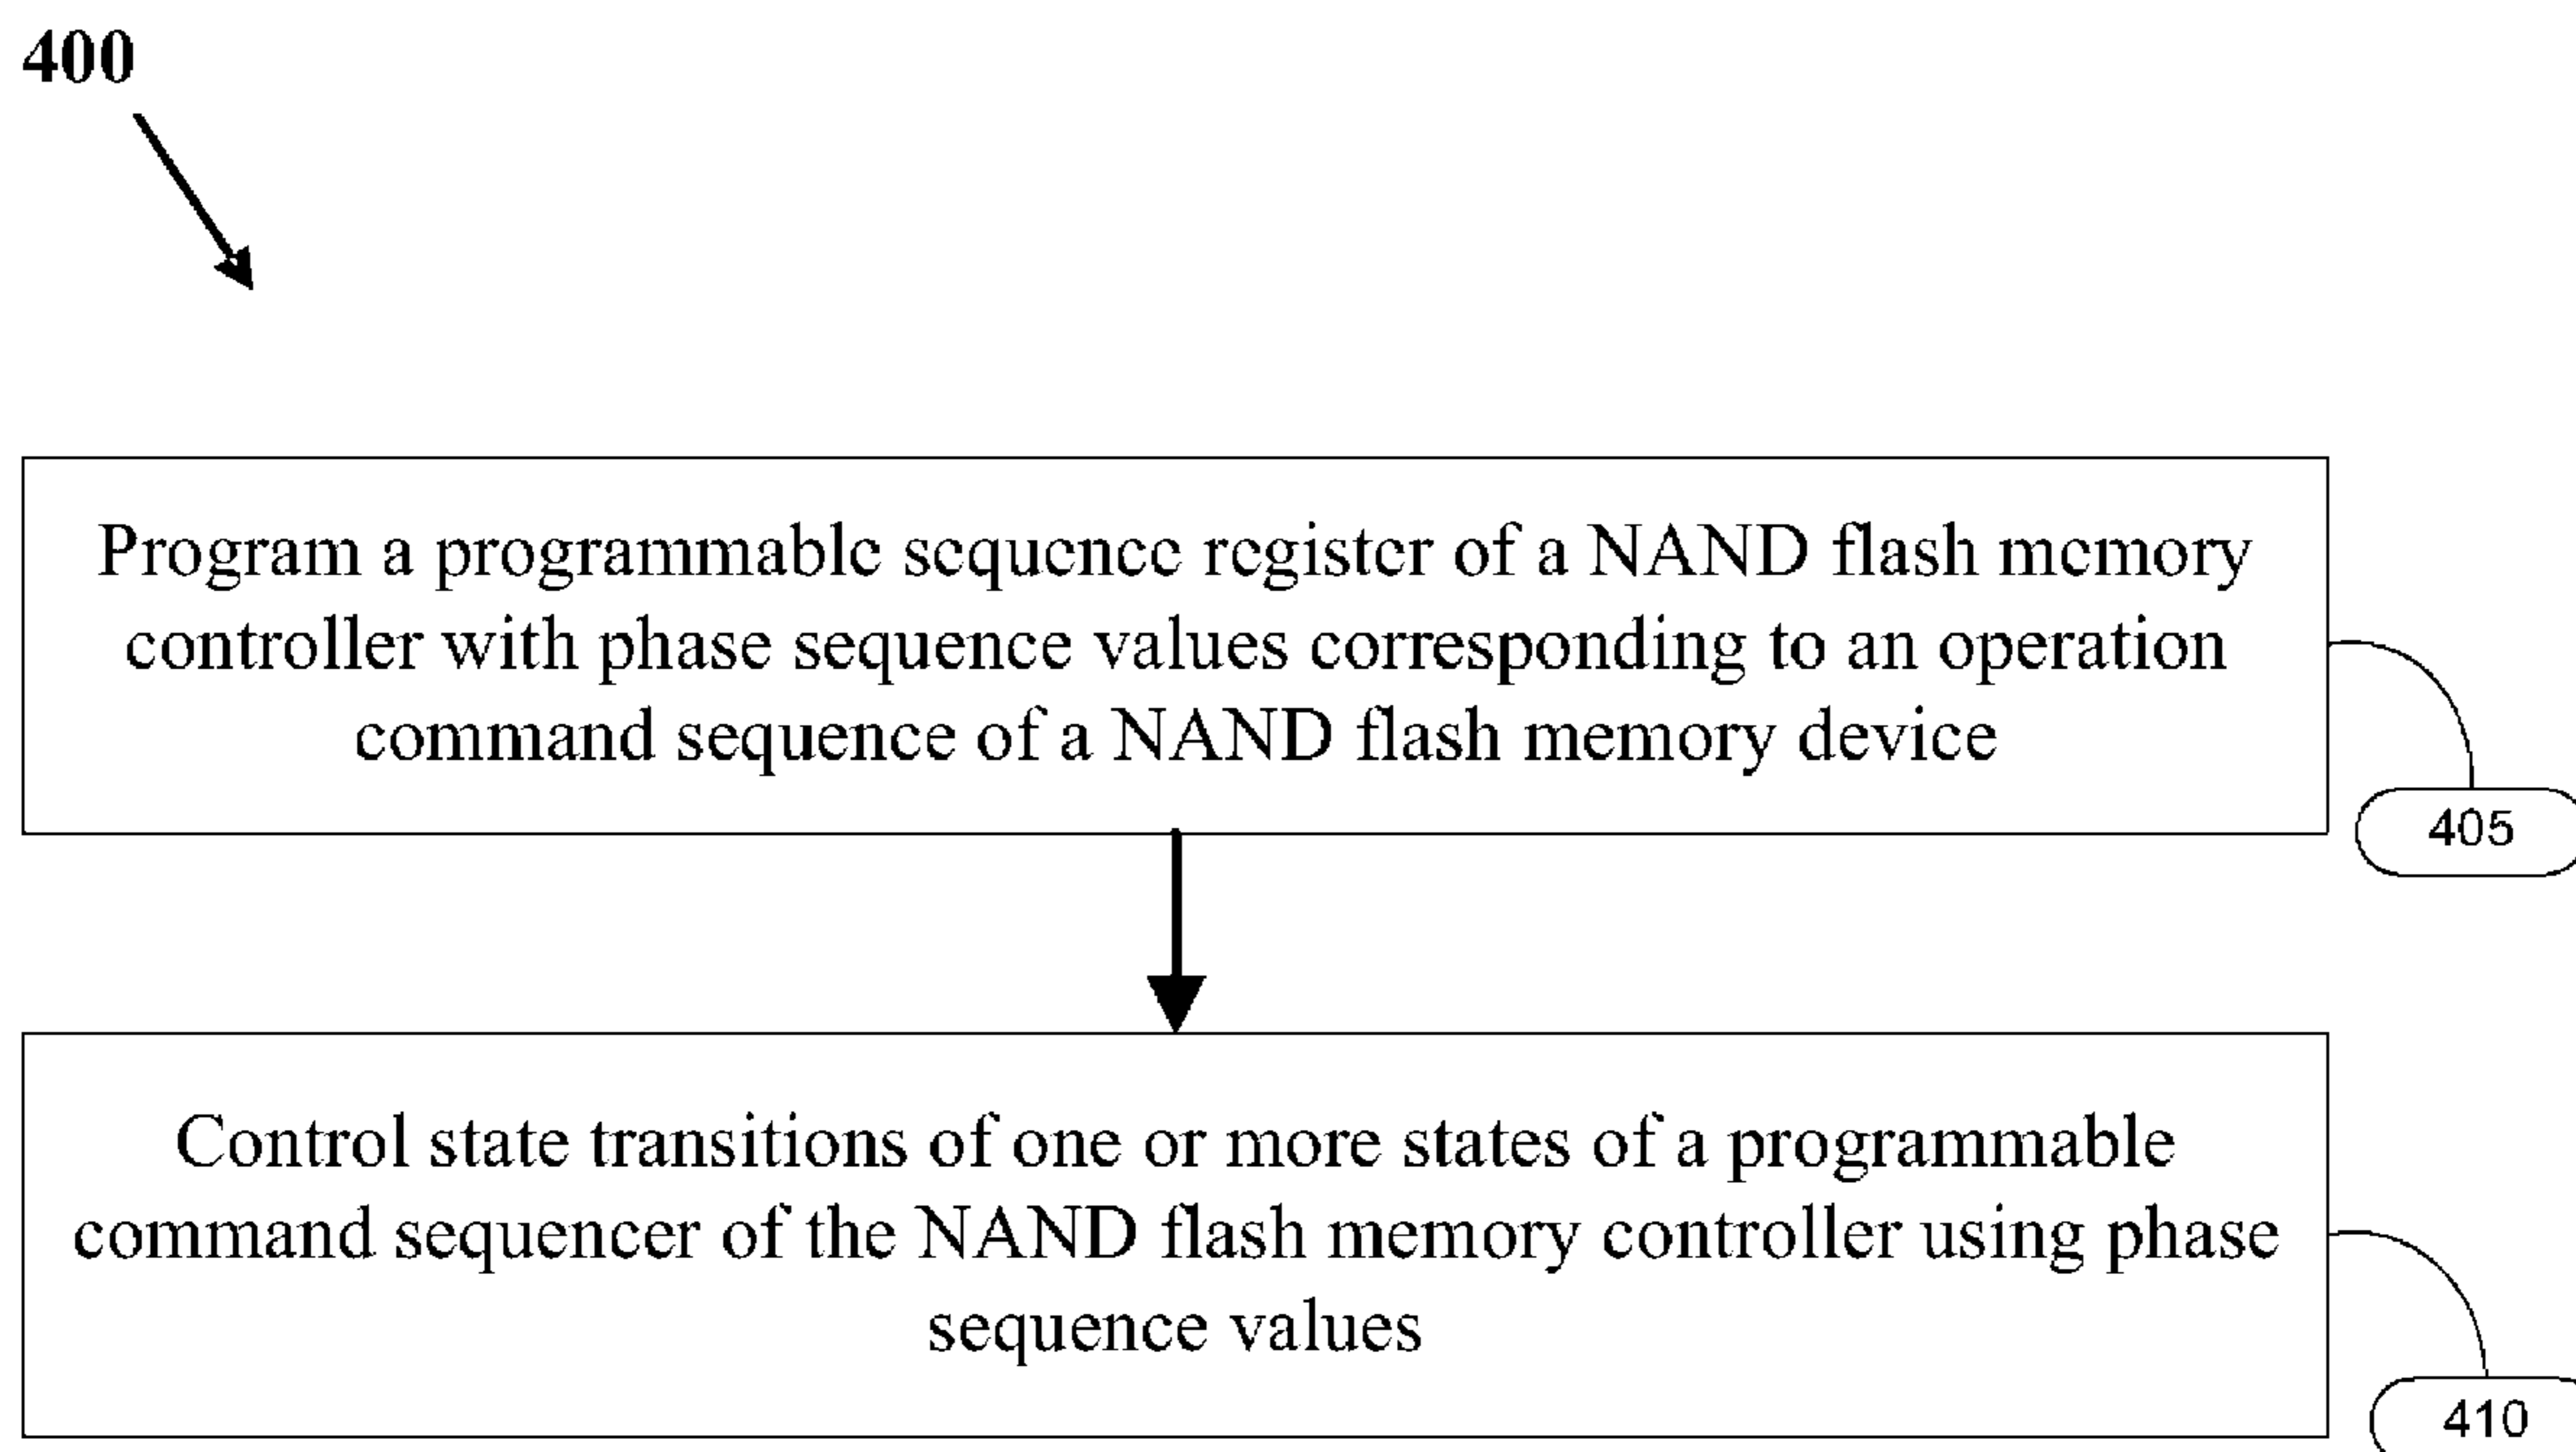 400
Program a programmable sequence register of a NAND flash memory
controller with phase sequence values corresponding to an operation
command sequence of a NAND flash memory device
405
Control state transitions of one or more states of a programmable
command sequencer of the NAND flash memory controller using phase
sequence values
410